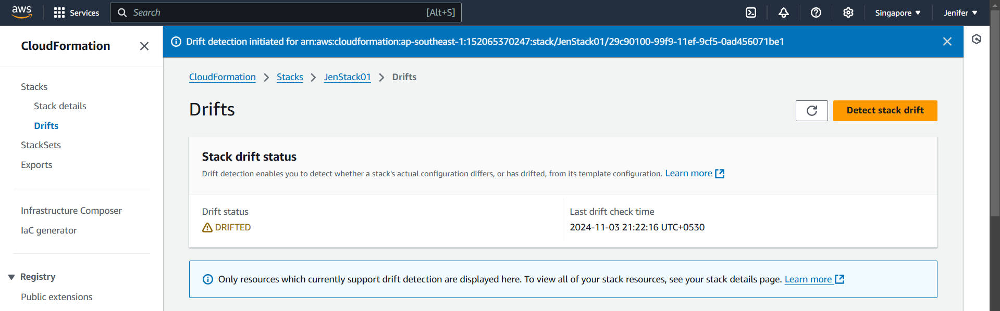 aws Services Search [Alt+S] Singapore Jenifer
CloudFormation
Drift detection initiated for arn:aws:cloudformation:ap-southeast-1:152065370247:stack/JenStack01/29c90100-99f9-11ef-9cf5-0ad456071be1
Stacks
Stack details
Drifts
StackSets
Exports
Infrastructure Composer
IaC generator
Registry
Public extensions
CloudFormation > Stacks > JenStack01 > Drifts
Drifts
Detect stack drift
Stack drift status
Drift detection enables you to detect whether a stack's actual configuration differs, or has drifted, from its template configuration. Learn more
Drift status
DRIFTED
Last drift check time
2024-11-03 21:22:16 UTC+0530
Only resources which currently support drift detection are displayed here. To view all of your stack resources, see your stack details page. Learn more